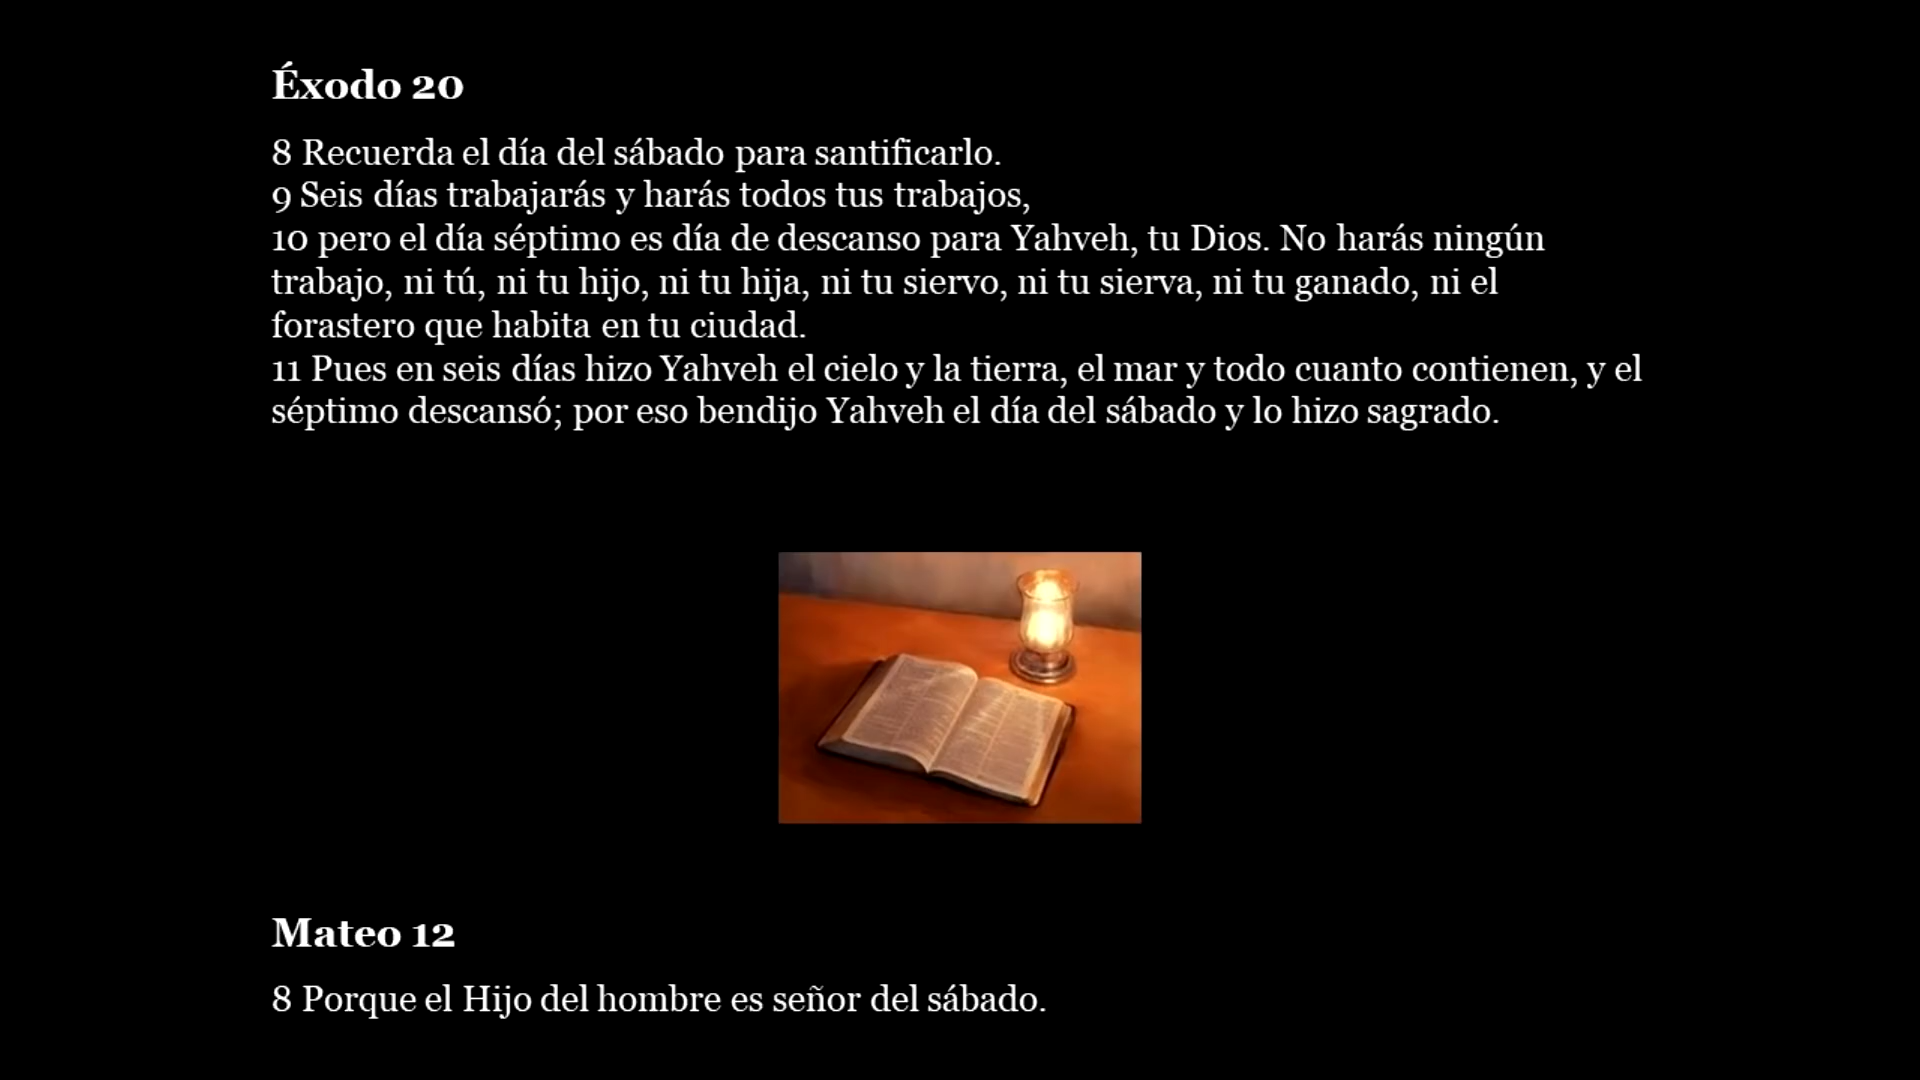 Éxodo 20
8 Recuerda el día del sábado para santificarlo.
9 Seis días trabajarás y harás todos tus trabajos,
10 pero el día séptimo es día de descanso para Yahveh, tu Dios. No harás ningún
trabajo, ni tú, ni tu hijo, ni tu hija, ni tu siervo, ni tu sierva, ni tu ganado, ni el
forastero que habita en tu ciudad.
11 Pues en seis días hizo Yahveh el cielo y la tierra, el mar y todo cuanto contienen, y el
séptimo descansó; por eso bendijo Yahveh el día del sábado y lo hizo sagrado.
Mateo 12
8 Porque el Hijo del hombre es señor del sábado.